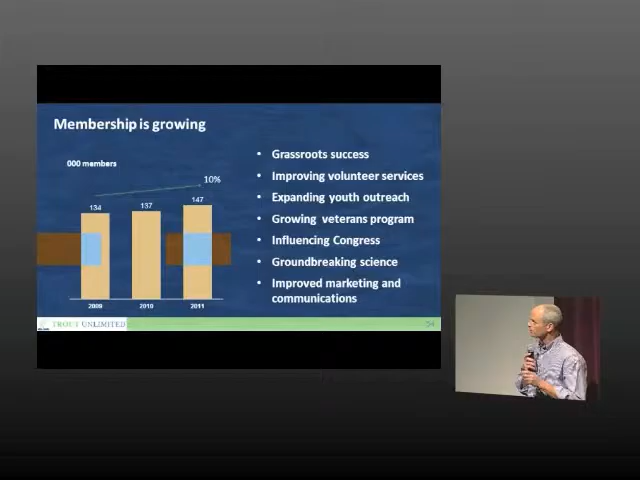 Membership is growing
000 members
10%
134
137
147
2009
2010
2011
• Grassroots success
• Improving volunteer services
• Expanding youth outreach
• Growing veterans program
• Influencing Congress
• Groundbreaking science
• Improved marketing and
communications
TROUT UNLIMITED
54